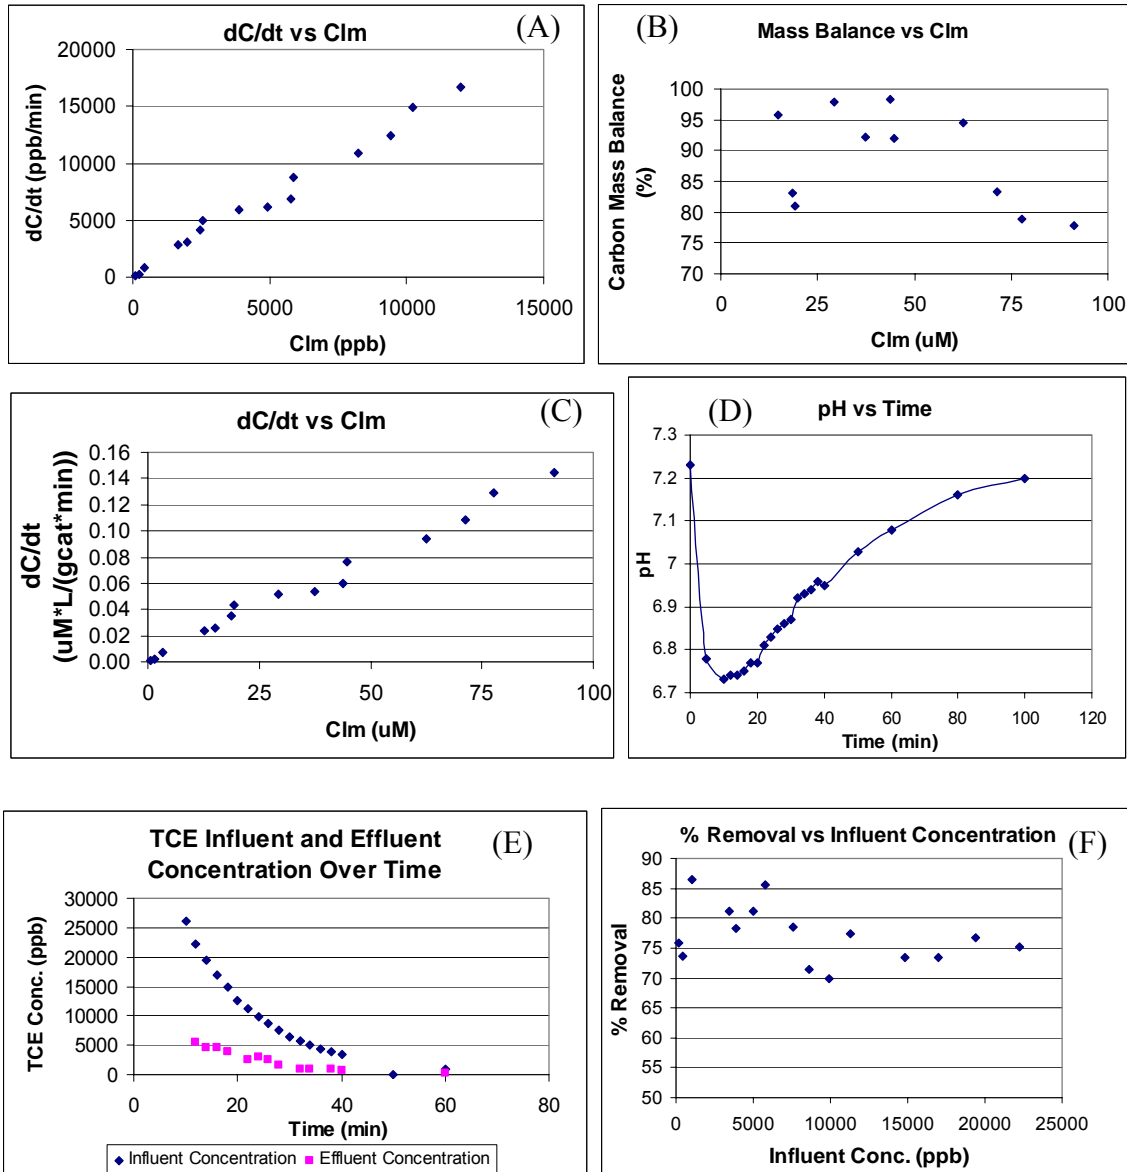 (A)
dC/dt vs Clm
20000
15000
10000
5000
0
dC/dt (ppb/min)
0 5000 10000 15000
Clm (ppb)
(B)
Mass Balance vs Clm
100
95
90
85
80
75
70
Carbon Mass Balance
(%)
0 25 50 75 100
Clm (uM)
(C)
dC/dt vs Clm
0.16
0.14
0.12
0.10
0.08
0.06
0.04
0.02
0.00
dC/dt
(uM*L/(gcat*min))
0 25 50 75 100
Clm (uM)
(D)
pH vs Time
7.3
7.2
7.1
7
6.9
6.8
6.7
pH
0 20 40 60 80 100 120
Time (min)
(E)
TCE Influent and Effluent
Concentration Over Time
30000
25000
20000
15000
10000
5000
0
TCE Conc. (ppb)
0 20 40 60 80
Time (min)
Influent Concentration Effluent Concentration
(F)
% Removal vs Influent Concentration
90
85
80
75
70
65
60
55
50
% Removal
0 5000 10000 15000 20000 25000
Influent Conc. (ppb)